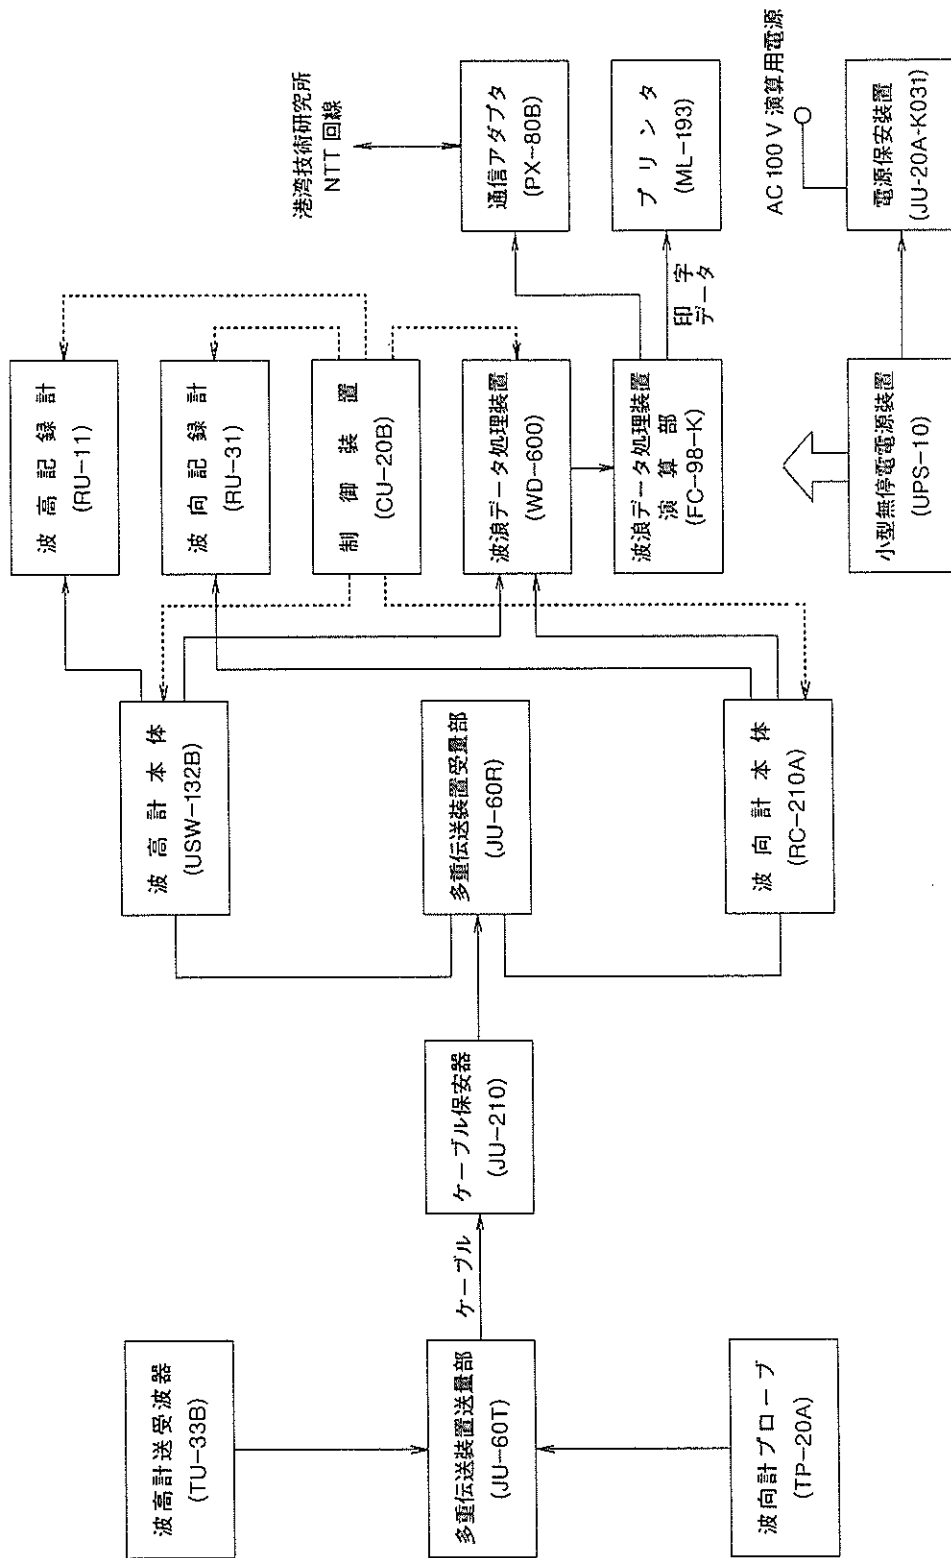 波高計送受波器
(TU-33B)
多重伝送装置送量部
(JU-60T)
波向計プローブ
(TP-20A)
ケーブル
ケーブル保安器
(JU-210)
波高計本体
(USW-132B)
多重伝送装置受量部
(JU-60R)
波向計本体
(RC-210A)
波高記録計
(RU-11)
波向記録計
(RU-31)
制御装置
(CU-20B)
波浪データ処理装置
(WD-600)
波浪データ処理装置
演算部
(FC-98-K)
小型無停電電源装置
(UPS-10)
港湾技術研究所
NTT 回線
通信アダプタ
(PX-80B)
印字
データ
プリンタ
(ML-193)
AC 100 V 演算用電源
電源保安装置
(JU-20A-K031)